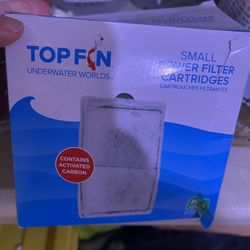 TOP FIN
UNDERWATER WORLDS
SMALL
POWER FILTER
CARTRIDGES
CARTOUCHES FILTRANTES
CONTAINS
ACTIVATED
CARBON